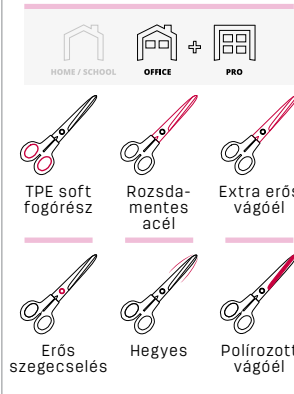 HOME / SCHOOL OFFICE PRO
TPE soft fogórész
Rozsda-mentes acél
Extra erős vágóél
Erős szegecselés
Hegyes
Polírozott vágóél